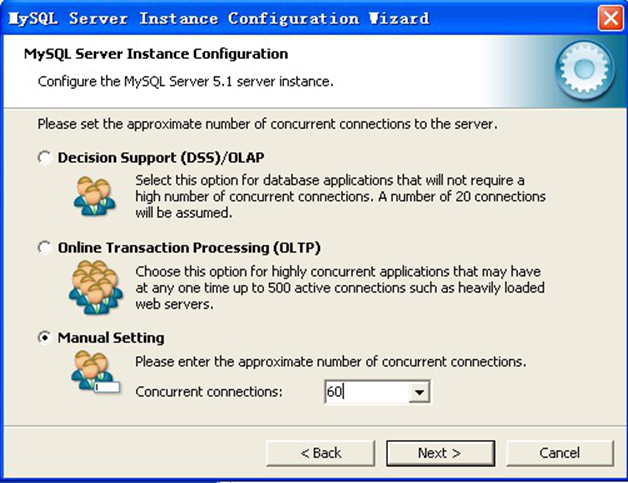 MySQL Server Instance Configuration Wizard
MySQL Server Instance Configuration
Configure the MySQL Server 5.1 server instance.
Please set the approximate number of concurrent connections to the server.
Decision Support (DSS)/OLAP
Select this option for database applications that will not require a
high number of concurrent connections. A number of 20 connections
will be assumed.
Online Transaction Processing (OLTP)
Choose this option for highly concurrent applications that may have
at any one time up to 500 active connections such as heavily loaded
web servers.
Manual Setting
Please enter the approximate number of concurrent connections.
Concurrent connections: 60
< Back Next > Cancel